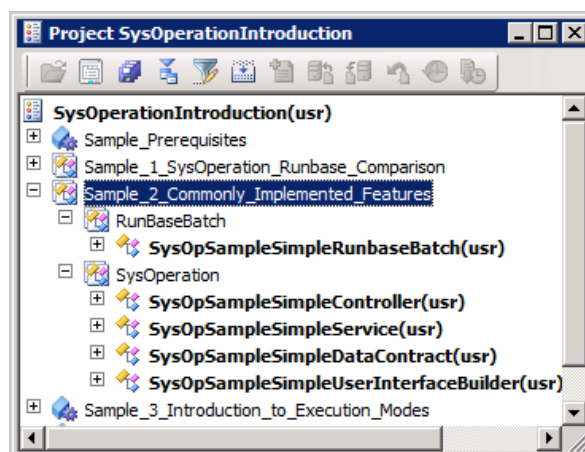 Project SysOperationIntroduction
SysOperationIntroduction(usr)
Sample_Prerequisites
Sample_1_SysOperation_Runbase_Comparison
Sample_2_Commonly_Implemented_Features
RunBaseBatch
SysOpSampleSimpleRunbaseBatch(usr)
SysOperation
SysOpSampleSimpleController(usr)
SysOpSampleSimpleService(usr)
SysOpSampleSimpleDataContract(usr)
SysOpSampleSimpleUserInterfaceBuilder(usr)
Sample_3_Introduction_to_Execution_Modes